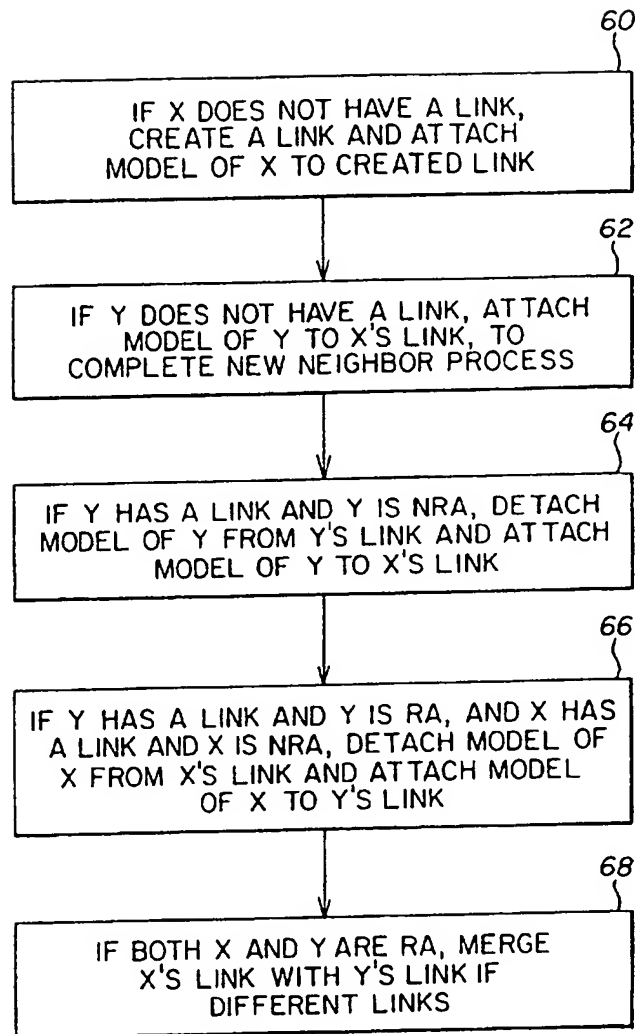 60
IF X DOES NOT HAVE A LINK,
CREATE A LINK AND ATTACH
MODEL OF X TO CREATED LINK
62
IF Y DOES NOT HAVE A LINK, ATTACH
MODEL OF Y TO X'S LINK, TO
COMPLETE NEW NEIGHBOR PROCESS
64
IF Y HAS A LINK AND Y IS NRA, DETACH
MODEL OF Y FROM Y'S LINK AND ATTACH
MODEL OF Y TO X'S LINK
66
IF Y HAS A LINK AND Y IS RA, AND X HAS
A LINK AND X IS NRA, DETACH MODEL OF
X FROM X'S LINK AND ATTACH MODEL
OF X TO Y'S LINK
68
IF BOTH X AND Y ARE RA, MERGE
X'S LINK WITH Y'S LINK IF
DIFFERENT LINKS